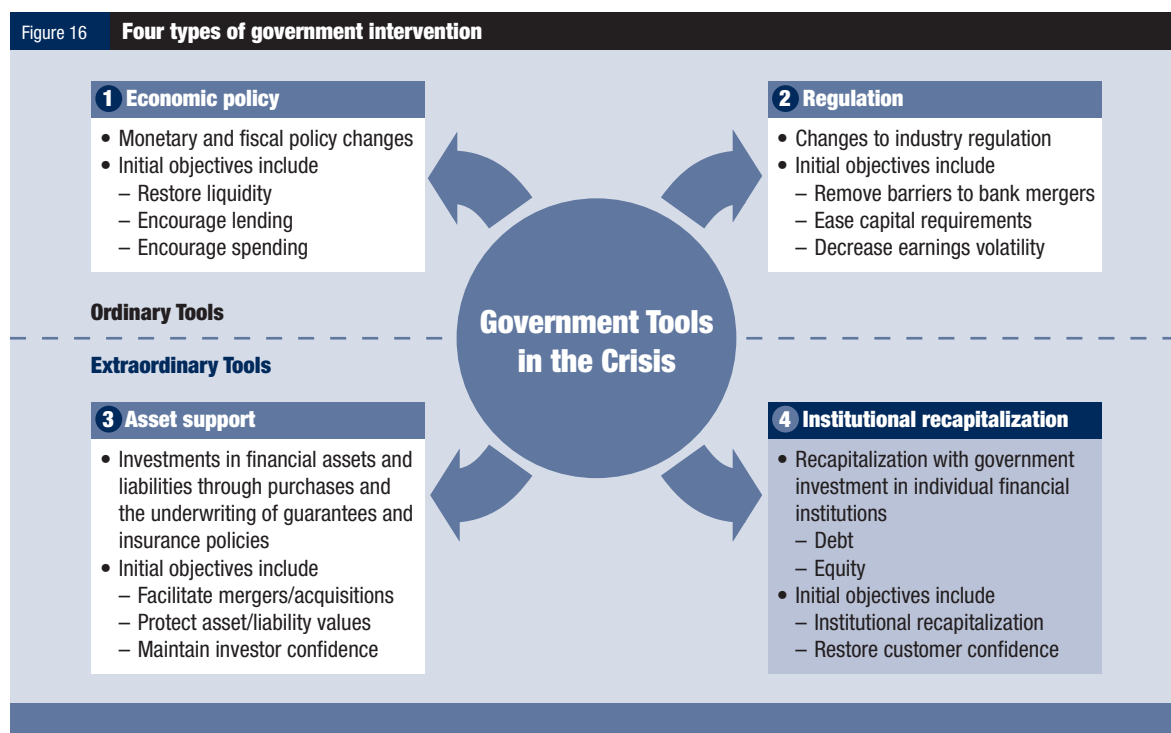 Figure 16 Four types of government intervention
1 Economic policy
• Monetary and fiscal policy changes
• Initial objectives include
– Restore liquidity
– Encourage lending
– Encourage spending
2 Regulation
• Changes to industry regulation
• Initial objectives include
– Remove barriers to bank mergers
– Ease capital requirements
– Decrease earnings volatility
Ordinary Tools
Government Tools
in the Crisis
Extraordinary Tools
3 Asset support
• Investments in financial assets and
liabilities through purchases and
the underwriting of guarantees and
insurance policies
• Initial objectives include
– Facilitate mergers/acquisitions
– Protect asset/liability values
– Maintain investor confidence
4 Institutional recapitalization
• Recapitalization with government
investment in individual financial
institutions
– Debt
– Equity
• Initial objectives include
– Institutional recapitalization
– Restore customer confidence